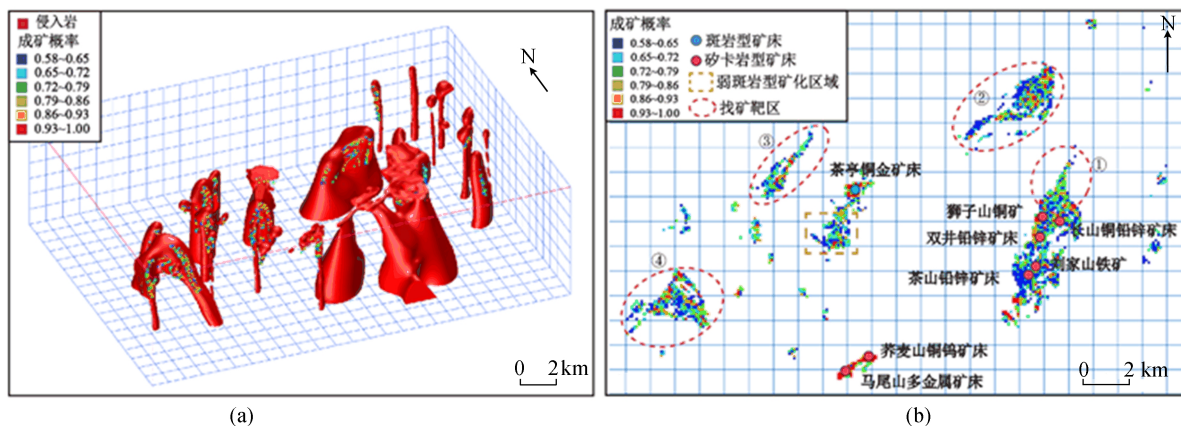 侵入岩
成矿概率
0.58~0.65
0.65~0.72
0.72~0.79
0.79~0.86
0.86~0.93
0.93~1.00
N
0 2 km
(a)
成矿概率
0.58~0.65
0.65~0.72
0.72~0.79
0.79~0.86
0.86~0.93
0.93~1.00
斑岩型矿床
矽卡岩型矿床
弱斑岩型矿化区域
找矿靶区
N
②
③
①
茶亭铜金矿床
狮子山铜矿
长山铜铅锌矿床
双井铅锌矿床
刘家山铁矿
茶山铅锌矿床
④
荞麦山铜钨矿床
马尾山多金属矿床
0 2 km
(b)